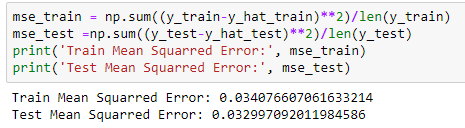 mse_train = np.sum((y_train-y_hat_train)**2)/len(y_train)
mse_test =np.sum((y_test-y_hat_test)**2)/len(y_test)
print('Train Mean Squarred Error:', mse_train)
print('Test Mean Squarred Error:', mse_test)
Train Mean Squarred Error: 0.034076607061633214
Test Mean Squarred Error: 0.032997092011984586